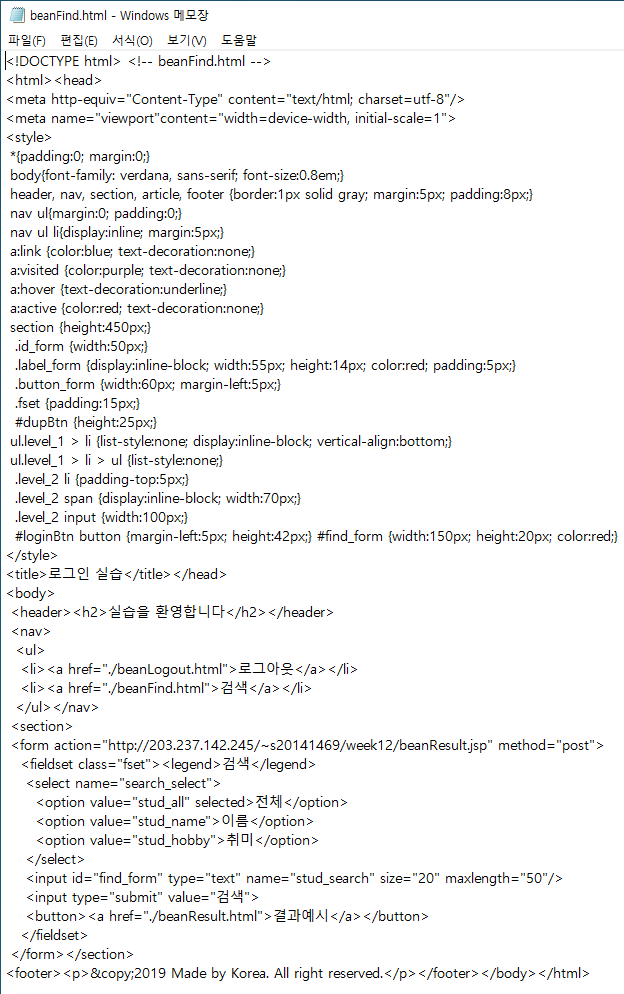 beanFind.html - Windows 메모장
파일(F) 편집(E) 서식(O) 보기(V) 도움말
<!DOCTYPE html> <!-- beanFind.html -->
<html><head>
<meta http-equiv="Content-Type" content="text/html; charset=utf-8"/>
<meta name="viewport"content="width=device-width, initial-scale=1">
<style>
*{padding:0; margin:0;}
body{font-family: verdana, sans-serif; font-size:0.8em;}
header, nav, section, article, footer {border:1px solid gray; margin:5px; padding:8px;}
nav ul{margin:0; padding:0;}
nav ul li{display:inline; margin:5px;}
a:link {color:blue; text-decoration:none;}
a:visited {color:purple; text-decoration:none;}
a:hover {text-decoration:underline;}
a:active {color:red; text-decoration:none;}
section {height:450px;}
.id_form {width:50px;}
.label_form {display:inline-block; width:55px; height:14px; color:red; padding:5px;}
.button_form {width:60px; margin-left:5px;}
.fset {padding:15px;}
#dupBtn {height:25px;}
ul.level_1 > li {list-style:none; display:inline-block; vertical-align:bottom;}
ul.level_1 > li > ul {list-style:none;}
.level_2 li {padding-top:5px;}
.level_2 span {display:inline-block; width:70px;}
.level_2 input {width:100px;}
#loginBtn button {margin-left:5px; height:42px;} #find_form {width:150px; height:20px; color:red;}
</style>
<title>로그인 실습</title></head>
<body>
<header><h2>실습을 환영합니다</h2></header>
<nav>
<ul>
<li><a href="./beanLogout.html">로그아웃</a></li>
<li><a href="./beanFind.html">검색</a></li>
</ul></nav>
<section>
<form action="http://203.237.142.245/~s20141469/week12/beanResult.jsp" method="post">
<fieldset class="fset"><legend>검색</legend>
<select name="search_select">
<option value="stud_all" selected>전체</option>
<option value="stud_name">이름</option>
<option value="stud_hobby">취미</option>
</select>
<input id="find_form" type="text" name="stud_search" size="20" maxlength="50"/>
<input type="submit" value="검색">
<button><a href="./beanResult.html">결과예시</a></button>
</fieldset>
</form></section>
<footer><p>&copy;2019 Made by Korea. All right reserved.</p></footer></body></html>